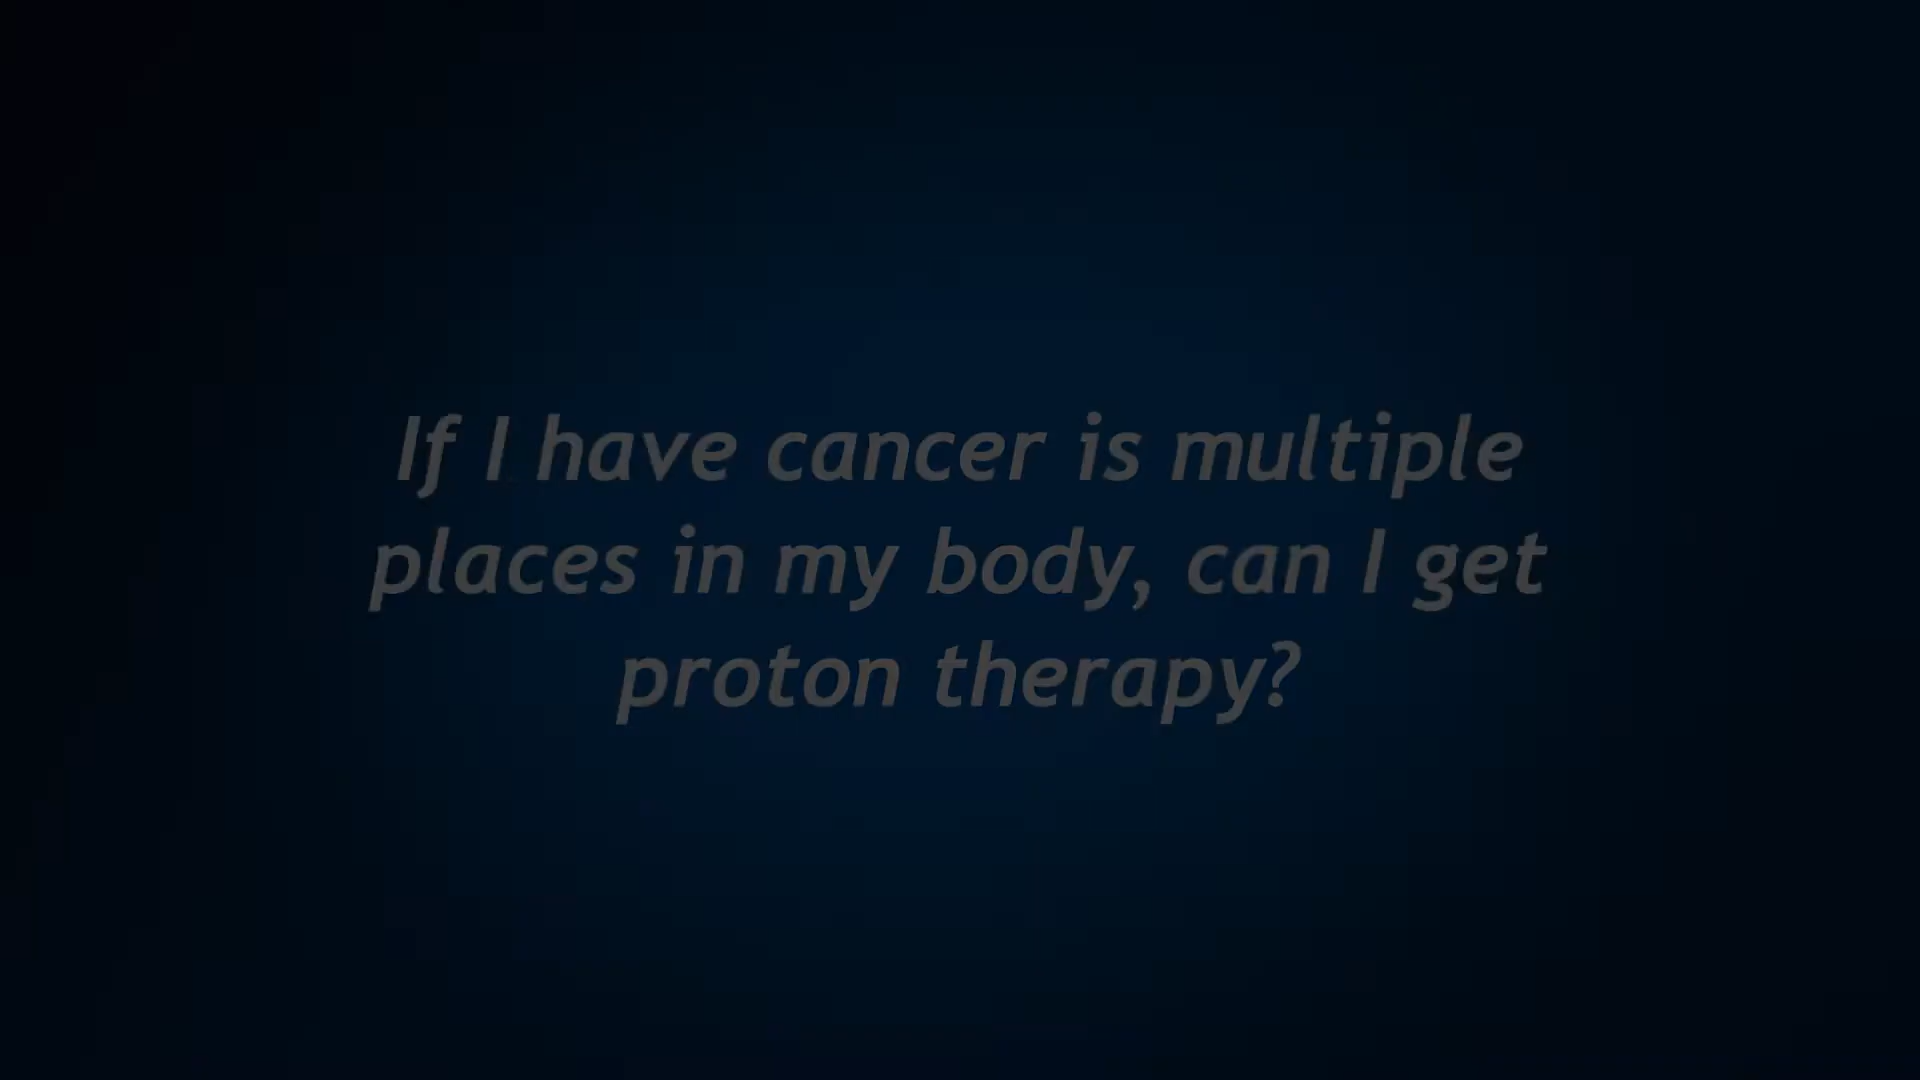 If I have cancer is multiple
places in my body, can I get
proton therapy?